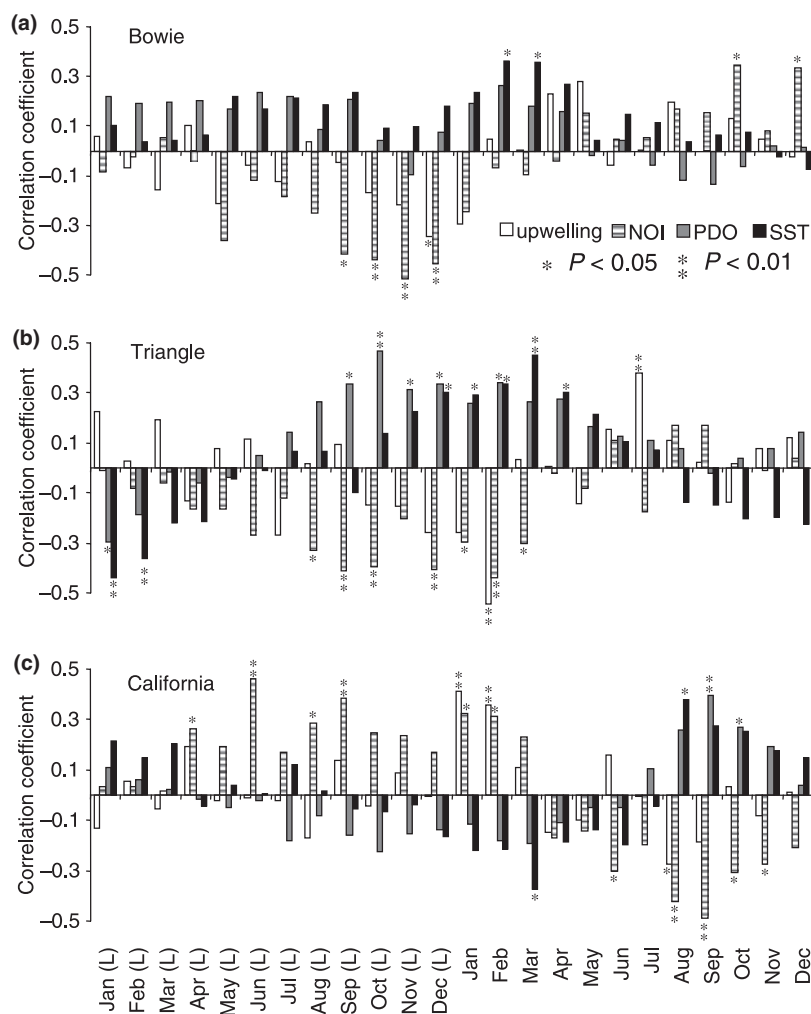 (a)
Bowie
0.5
0.3
0.1
−0.1
−0.3
−0.5
Correlation coefficient
upwelling NOI PDO SST
* P < 0.05 ** P < 0.01
(b)
Triangle
0.5
0.3
0.1
−0.1
−0.3
−0.5
Correlation coefficient
(c)
California
0.5
0.3
0.1
−0.1
−0.3
−0.5
Correlation coefficient
Jan (L)
Feb (L)
Mar (L)
Apr (L)
May (L)
Jun (L)
Jul (L)
Aug (L)
Sep (L)
Oct (L)
Nov (L)
Dec (L)
Jan
Feb
Mar
Apr
May
Jun
Jul
Aug
Sep
Oct
Nov
Dec